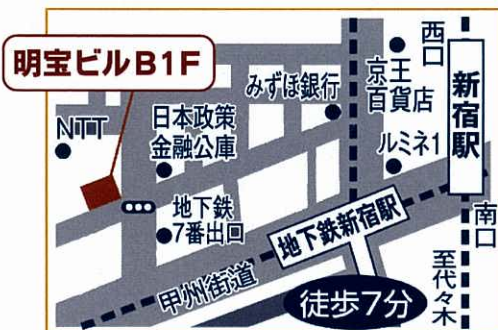 明宝ビルB1F
NTT
日本政策
金融公庫
みずほ銀行
京王
百貨店
西口
新宿駅
ルミネ1
地下鉄
7番出口
地下鉄新宿駅
南口
甲州街道
徒歩7分
至代々木